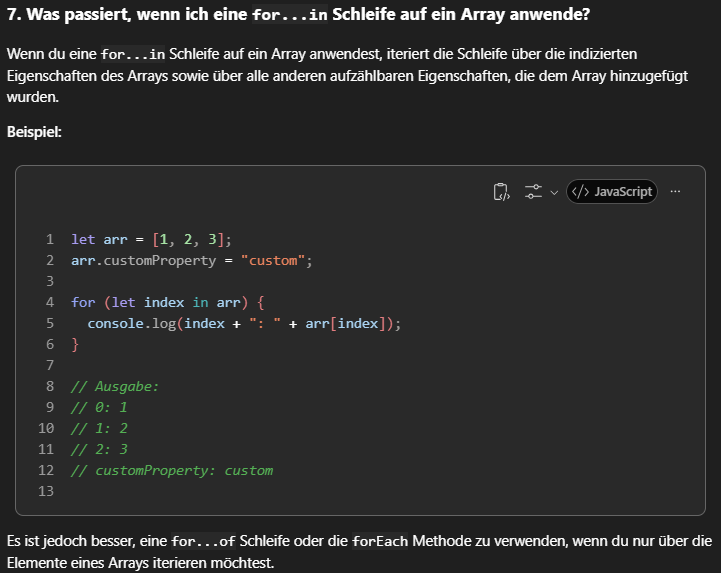 7. Was passiert, wenn ich eine for...in Schleife auf ein Array anwende?
Wenn du eine for...in Schleife auf ein Array anwendest, iteriert die Schleife über die indizierten
Eigenschaften des Arrays sowie über alle anderen aufzählbaren Eigenschaften, die dem Array hinzugefügt
wurden.
Beispiel:
</> JavaScript ...
1 let arr = [1, 2, 3];
2 arr.customProperty = "custom";
3
4 for (let index in arr) {
5   console.log(index + ": " + arr[index]);
6 }
7
8 // Ausgabe:
9 // 0: 1
10 // 1: 2
11 // 2: 3
12 // customProperty: custom
13
Es ist jedoch besser, eine for...of Schleife oder die forEach Methode zu verwenden, wenn du nur über die
Elemente eines Arrays iterieren möchtest.